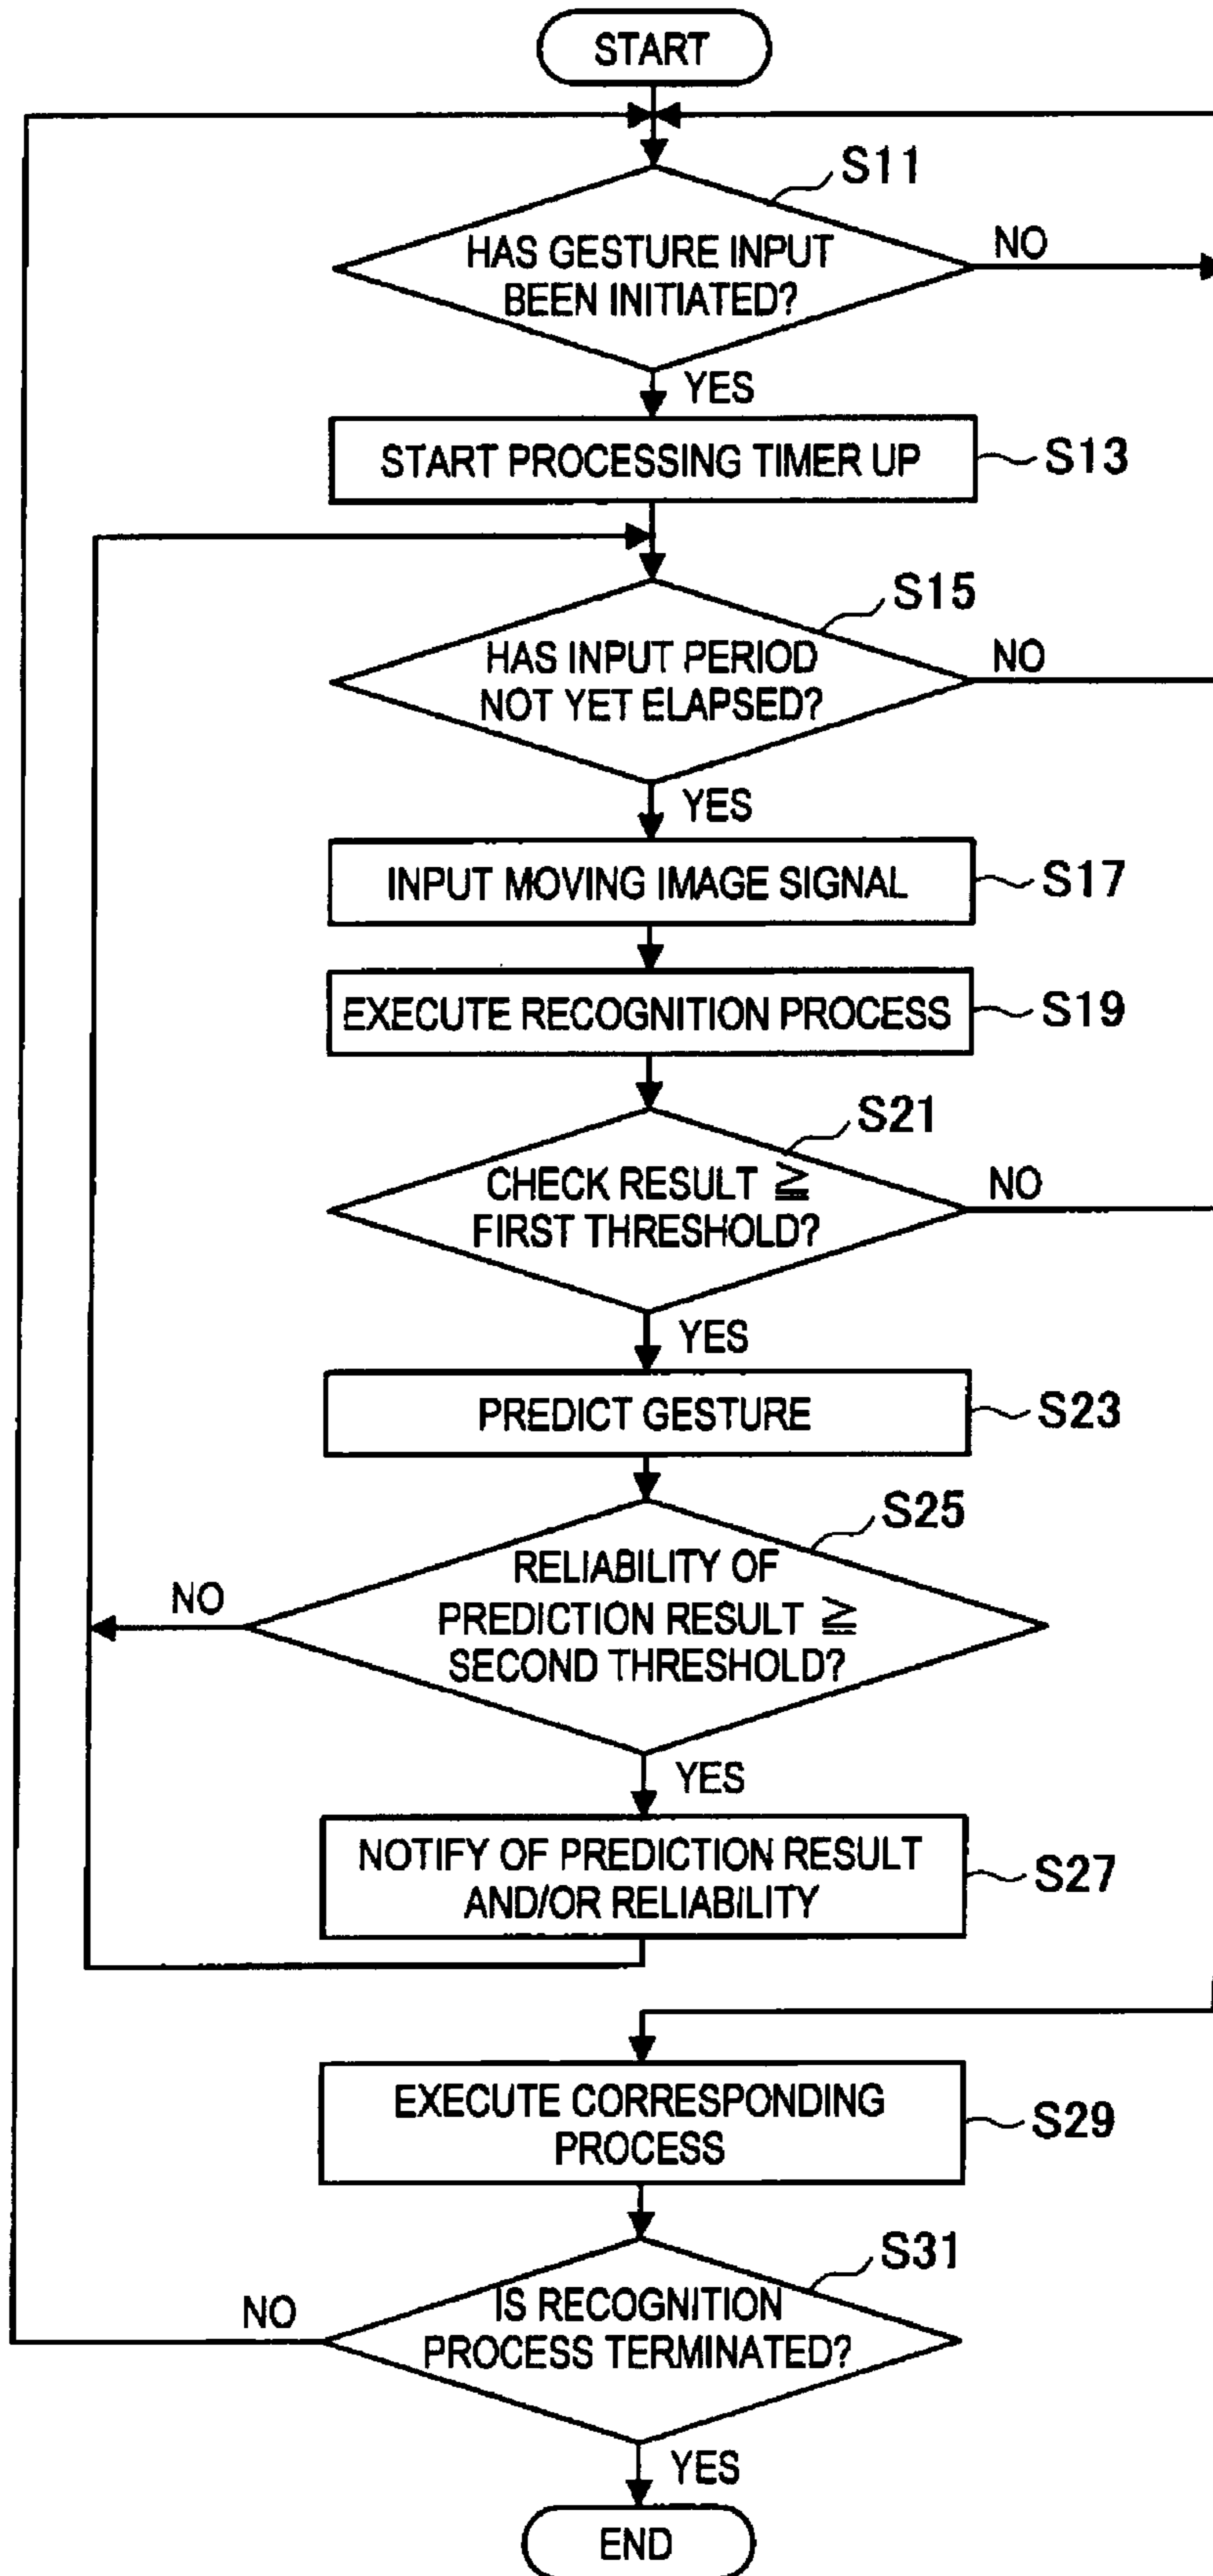 START
S11
HAS GESTURE INPUT
BEEN INITIATED?
NO
YES
START PROCESSING TIMER UP
S13
S15
HAS INPUT PERIOD
NOT YET ELAPSED?
NO
YES
INPUT MOVING IMAGE SIGNAL
S17
EXECUTE RECOGNITION PROCESS
S19
S21
CHECK RESULT ≧
FIRST THRESHOLD?
NO
YES
PREDICT GESTURE
S23
S25
RELIABILITY OF
PREDICTION RESULT ≧
SECOND THRESHOLD?
NO
YES
NOTIFY OF PREDICTION RESULT
AND/OR RELIABILITY
S27
EXECUTE CORRESPONDING
PROCESS
S29
S31
IS RECOGNITION
PROCESS TERMINATED?
NO
YES
END